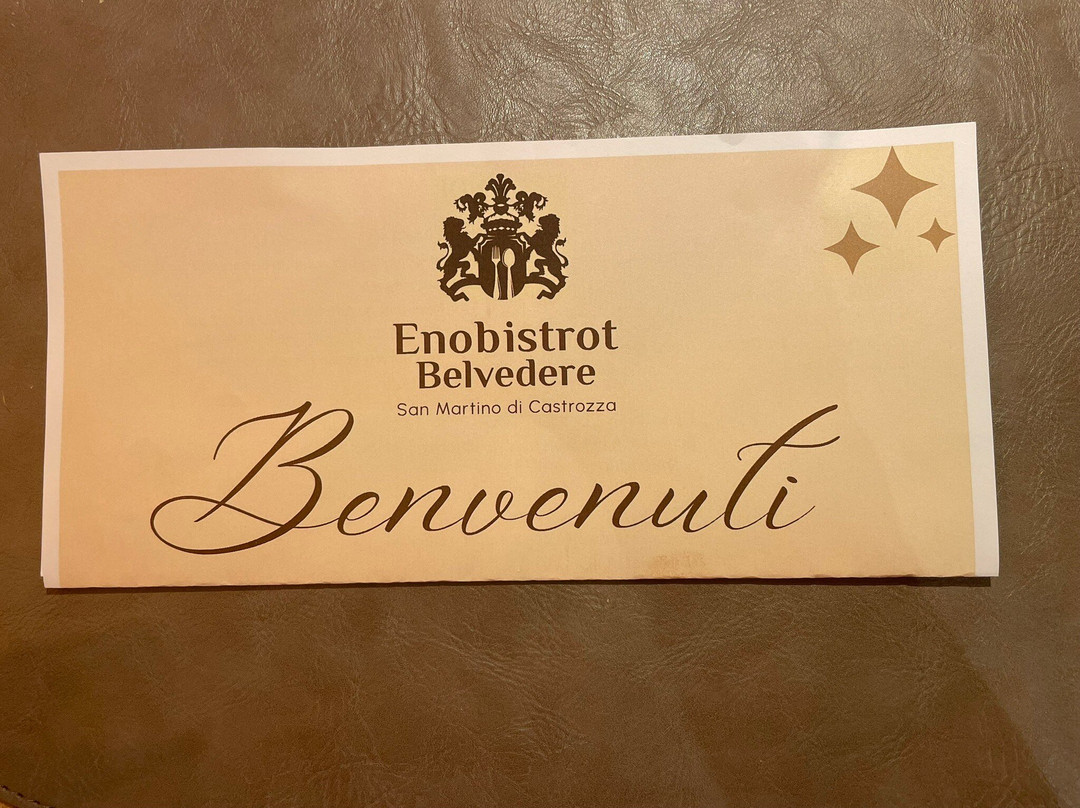 Enobistrot
Belvedere
San Martino di Castrozza
Benvenuti